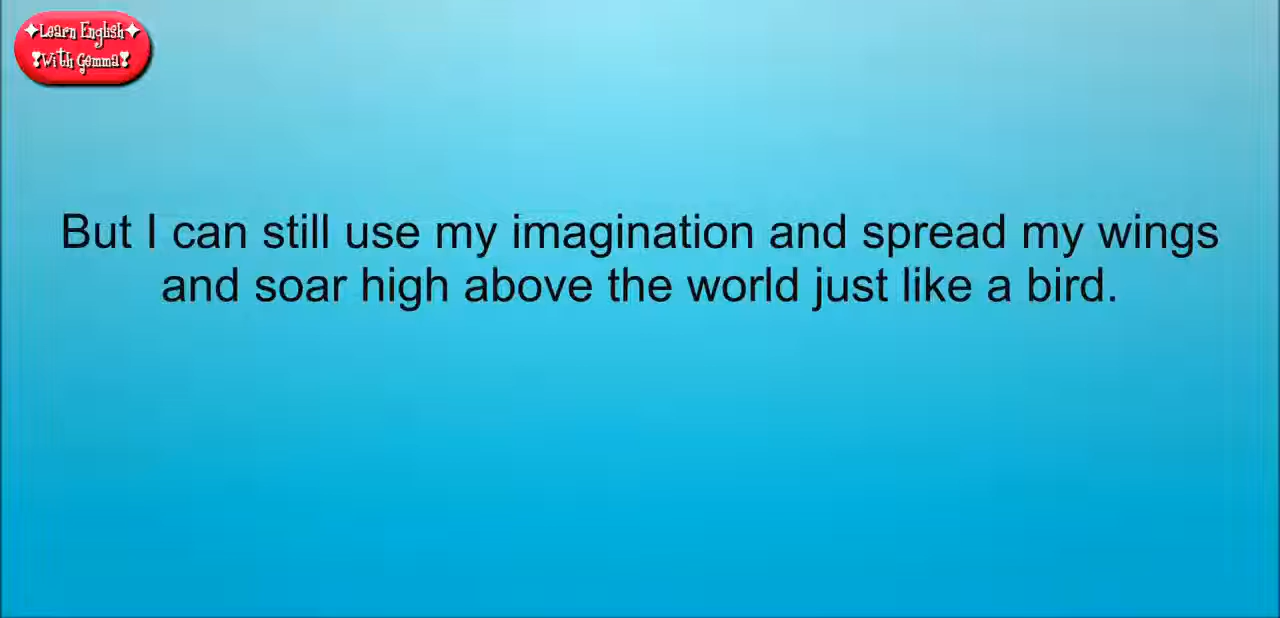 ✦Learn English✦
❣With Gemma❣
But I can still use my imagination and spread my wings
and soar high above the world just like a bird.